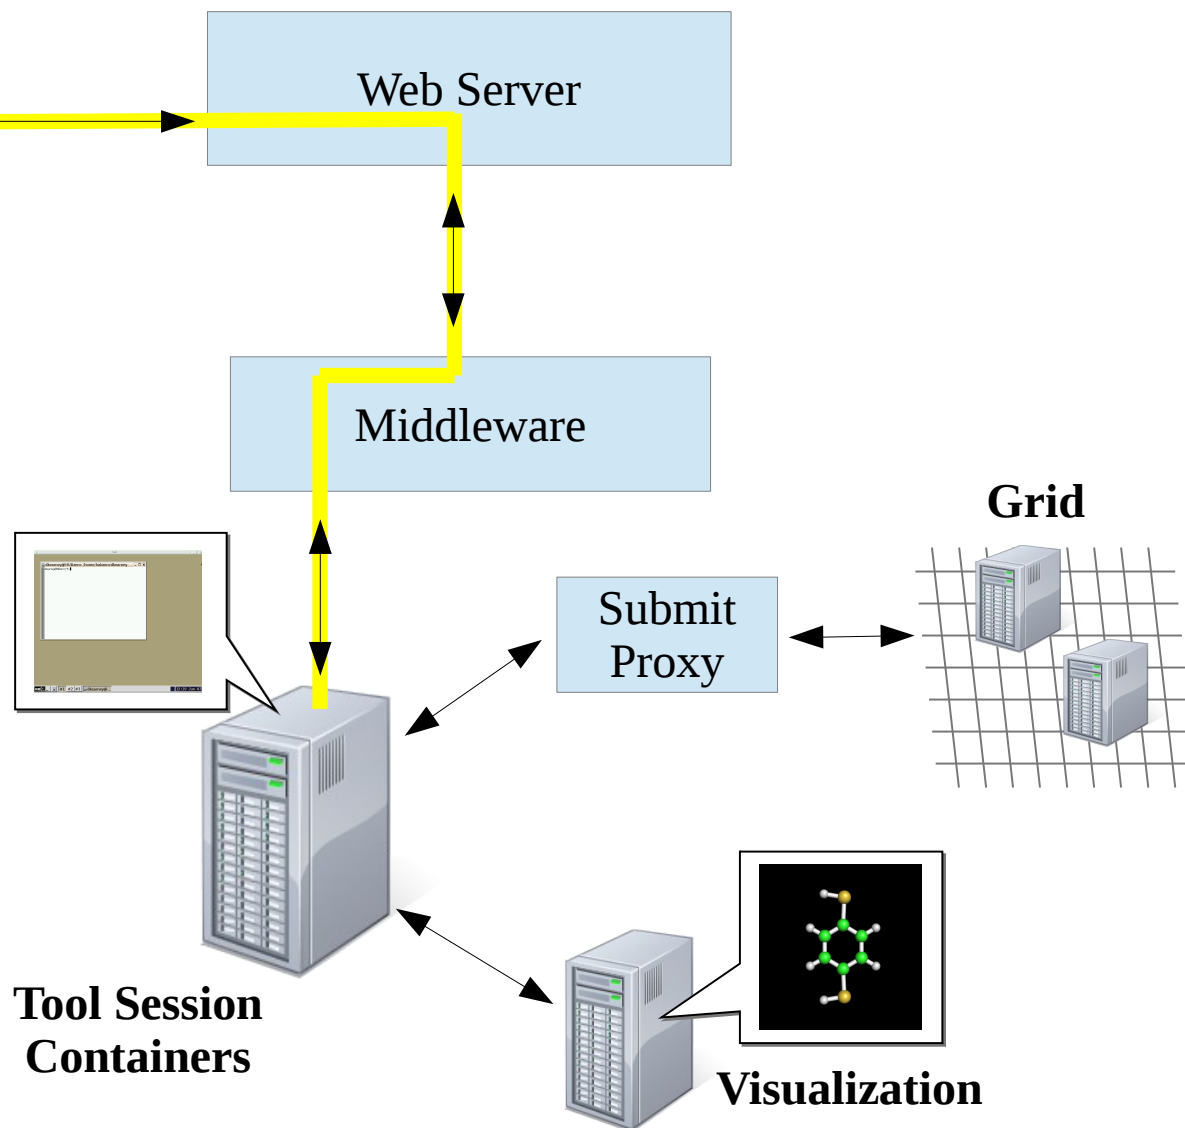 Web Server
Middleware
Grid
Submit
Proxy
Tool Session
Containers
Visualization